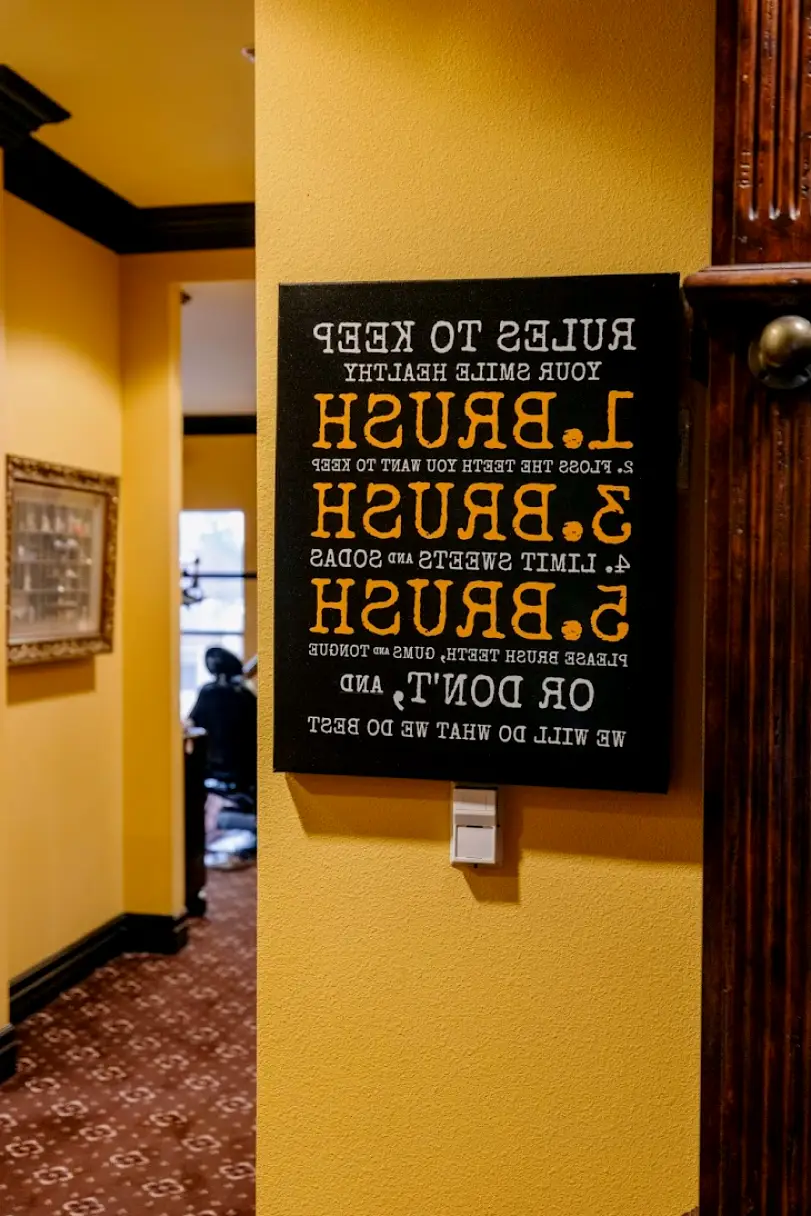 RULES TO KEEP
YOUR SMILE HEALTHY
1. BRUSH
2. FLOSS THE TEETH YOU WANT TO KEEP
3. BRUSH
4. LIMIT SWEETS AND SODAS
5. BRUSH
PLEASE BRUSH TEETH, GUMS AND TONGUE
OR DON'T, AND
WE WILL DO WHAT WE DO BEST